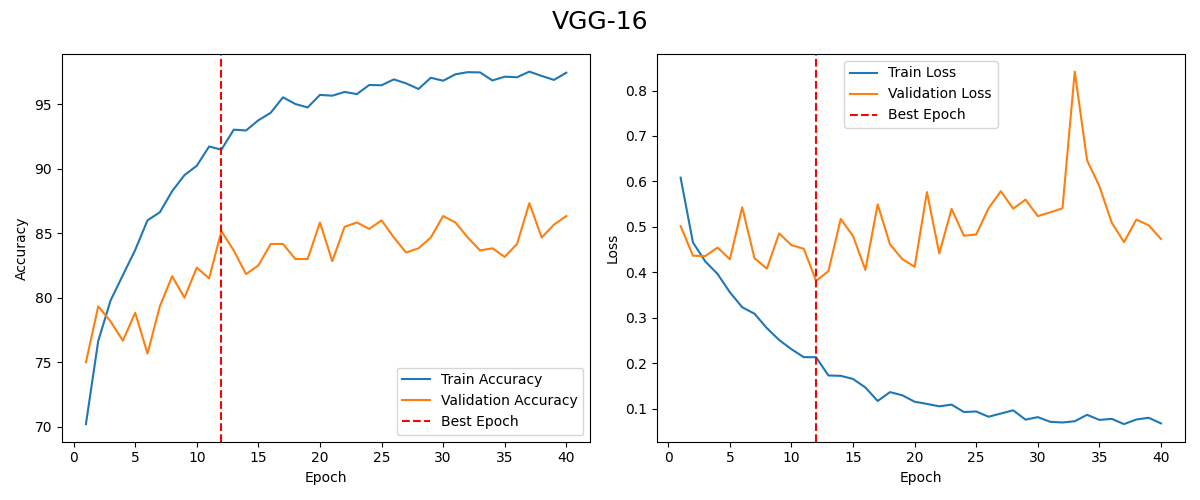 VGG-16
95
90
85
80
75
70
Accuracy
0 5 10 15 20 25 30 35 40
Epoch
Train Accuracy
Validation Accuracy
Best Epoch
0.8
0.7
0.6
0.5
0.4
0.3
0.2
0.1
Loss
0 5 10 15 20 25 30 35 40
Epoch
Train Loss
Validation Loss
Best Epoch